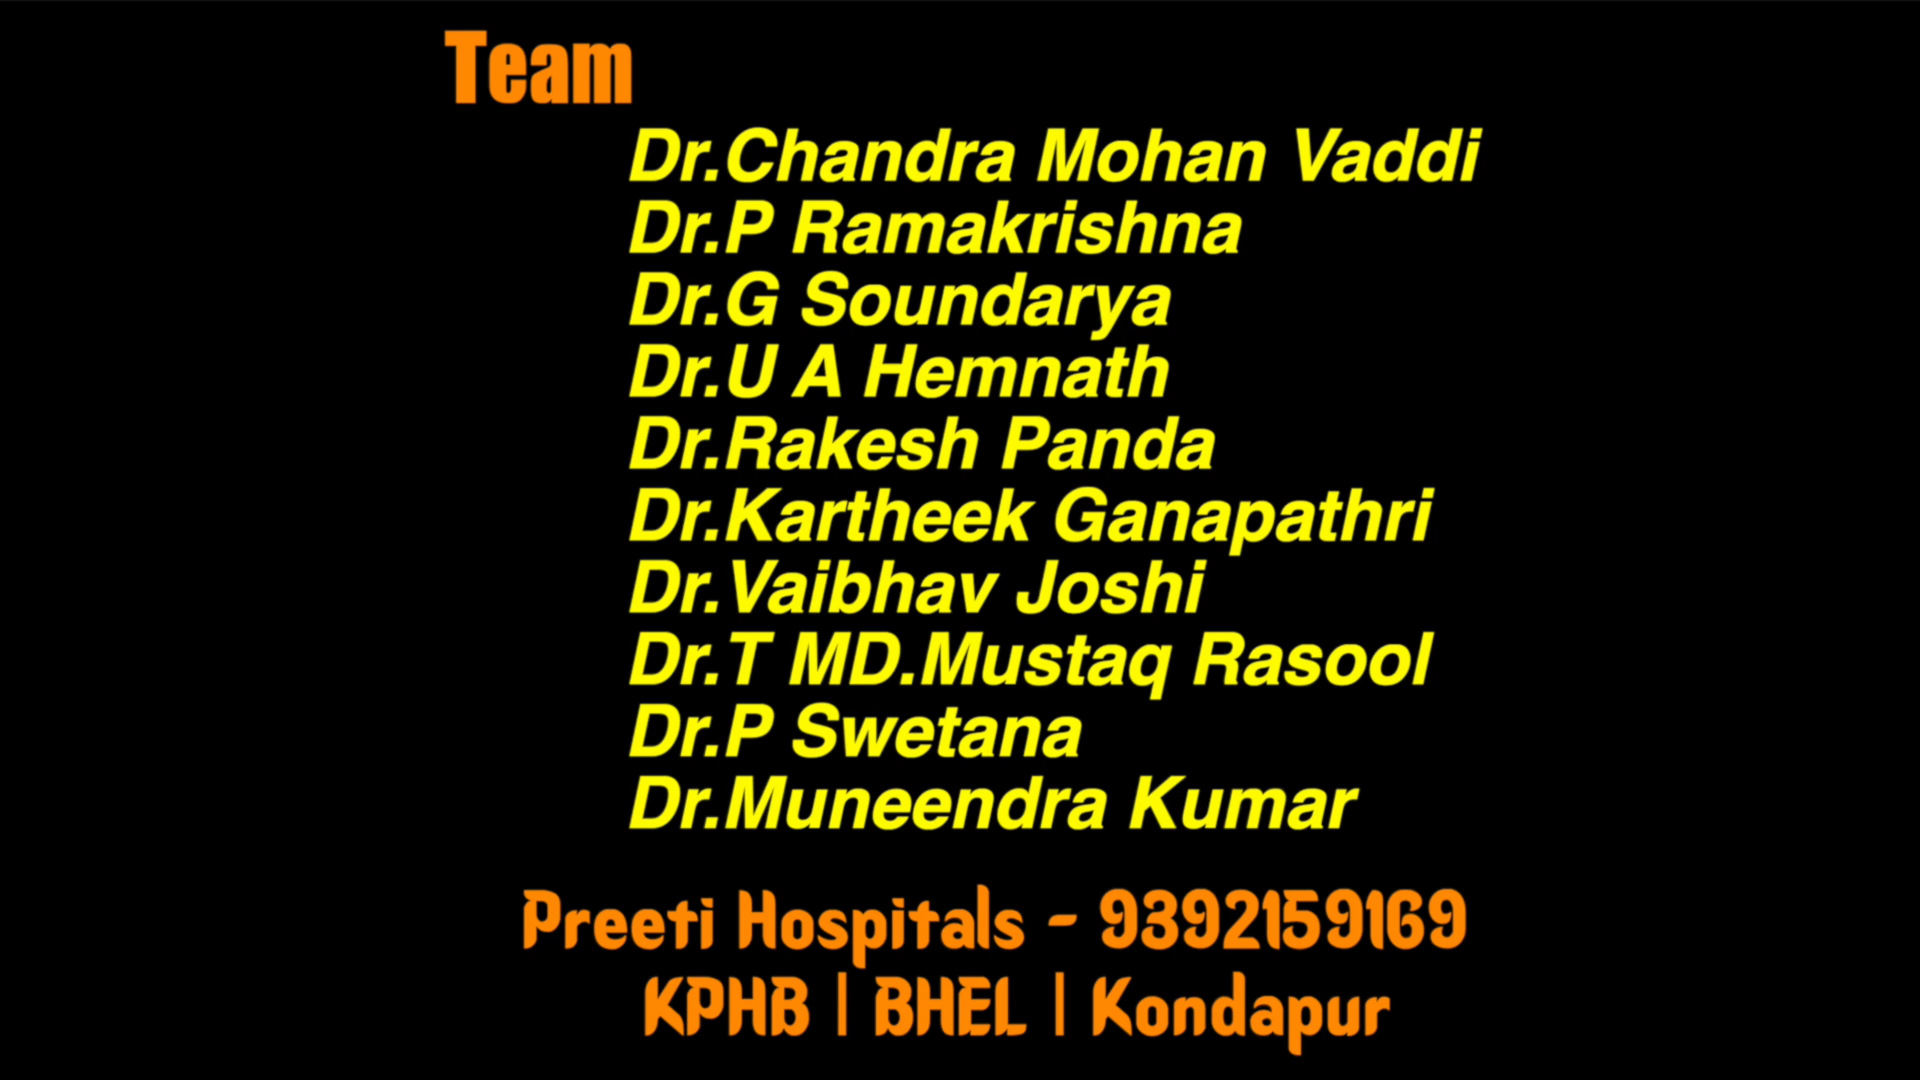 Team
Dr.Chandra Mohan Vaddi
Dr.P Ramakrishna
Dr.G Soundarya
Dr.U A Hemnath
Dr.Rakesh Panda
Dr.Kartheek Ganapathri
Dr.Vaibhav Joshi
Dr.T MD.Mustaq Rasool
Dr.P Swetana
Dr.Muneendra Kumar
Preeti Hospitals - 9392159169
KPHB | BHEL | Kondapur